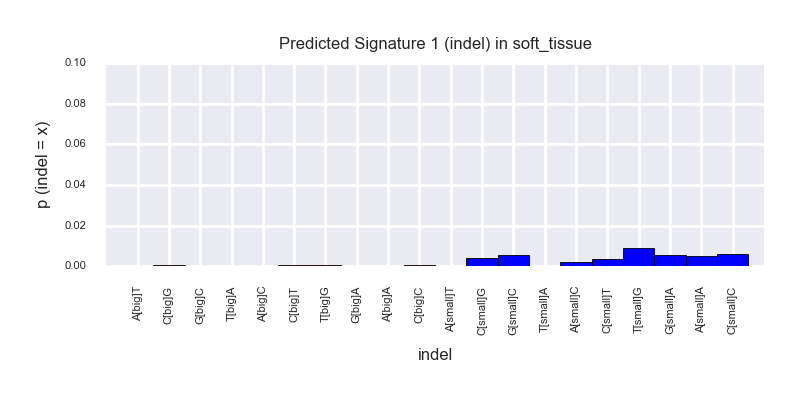 Predicted Signature 1 (indel) in soft_tissue
0.10
0.08
0.06
0.04
0.02
0.00
p (indel = x)
A[big]T
C[big]G
G[big]C
T[big]A
A[big]C
C[big]T
T[big]G
G[big]A
A[big]A
C[big]C
A[small]T
C[small]G
G[small]C
T[small]A
A[small]C
C[small]T
T[small]G
G[small]A
A[small]A
C[small]C
indel